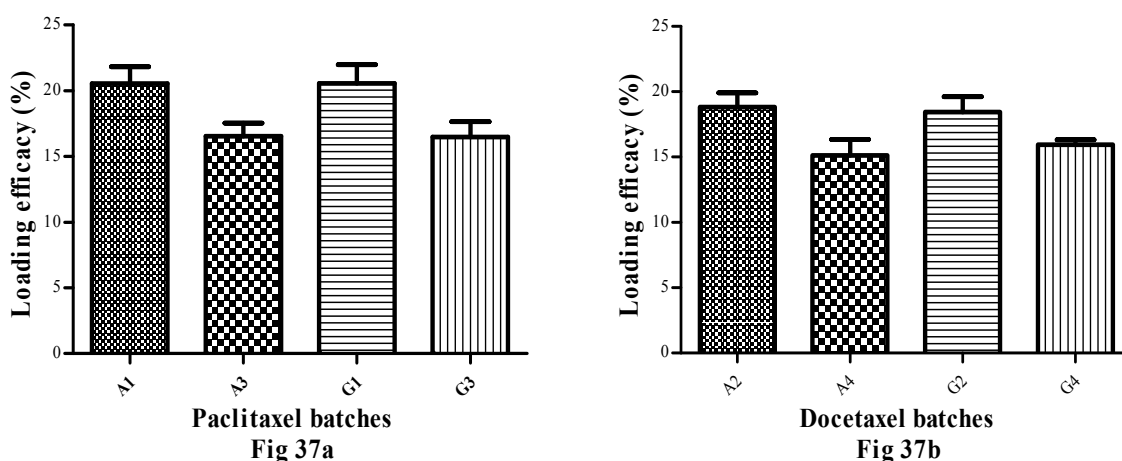 25
20
15
10
5
0
Loading efficacy (%)
A1
A3
G1
G3
Paclitaxel batches
Fig 37a
25
20
15
10
5
0
Loading efficacy (%)
A2
A4
G2
G4
Docetaxel batches
Fig 37b